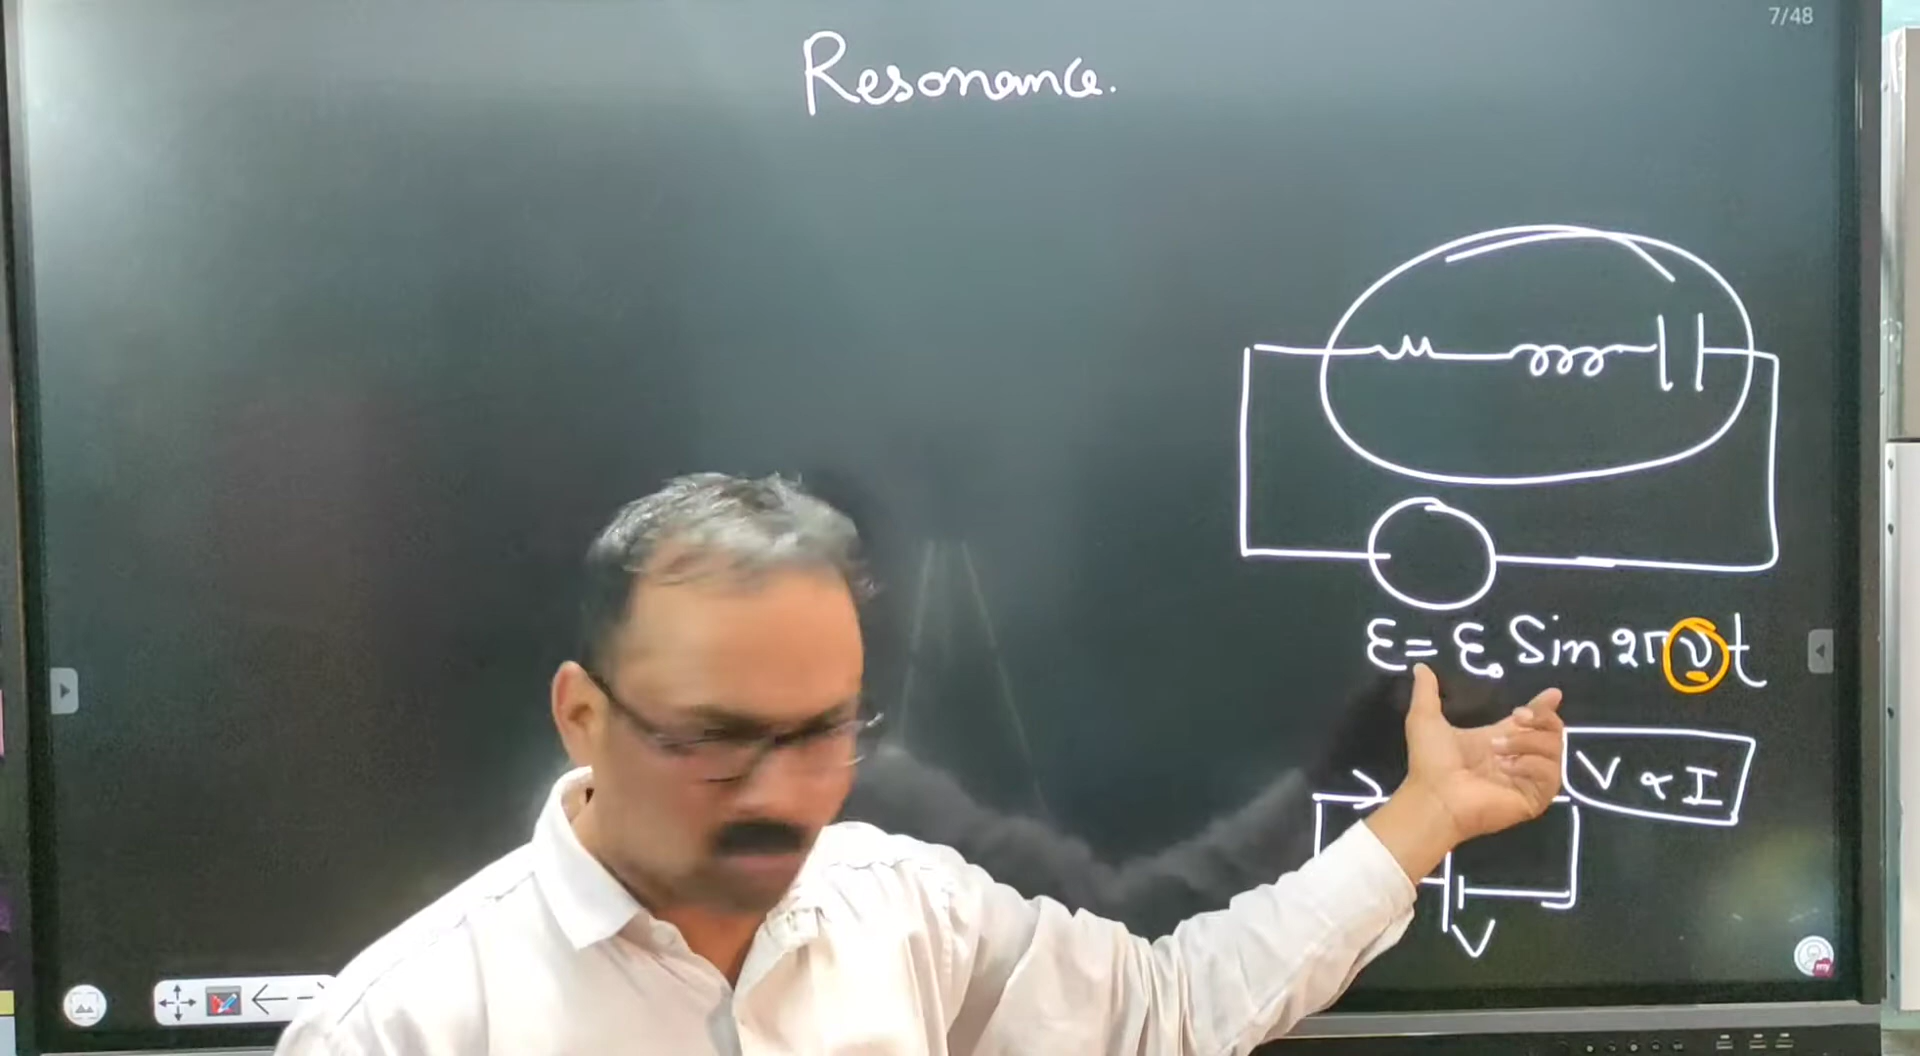 7/48
Resonance.
ε = ε₀ Sin 2πνt
V ∝ I
V